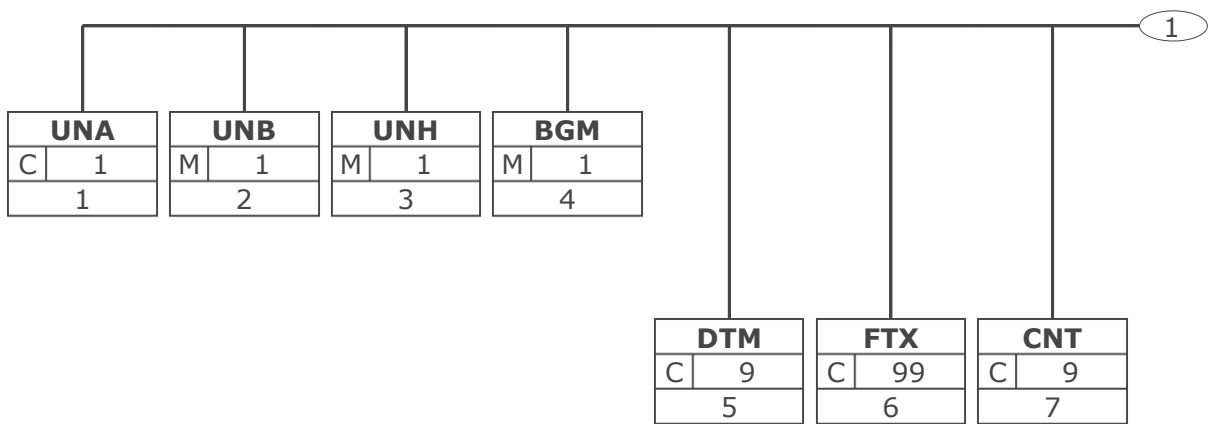 1
UNA UNB UNH BGM
C 1 M 1 M 1 M 1
1 2 3 4
DTM FTX CNT
C 9 C 99 C 9
5 6 7